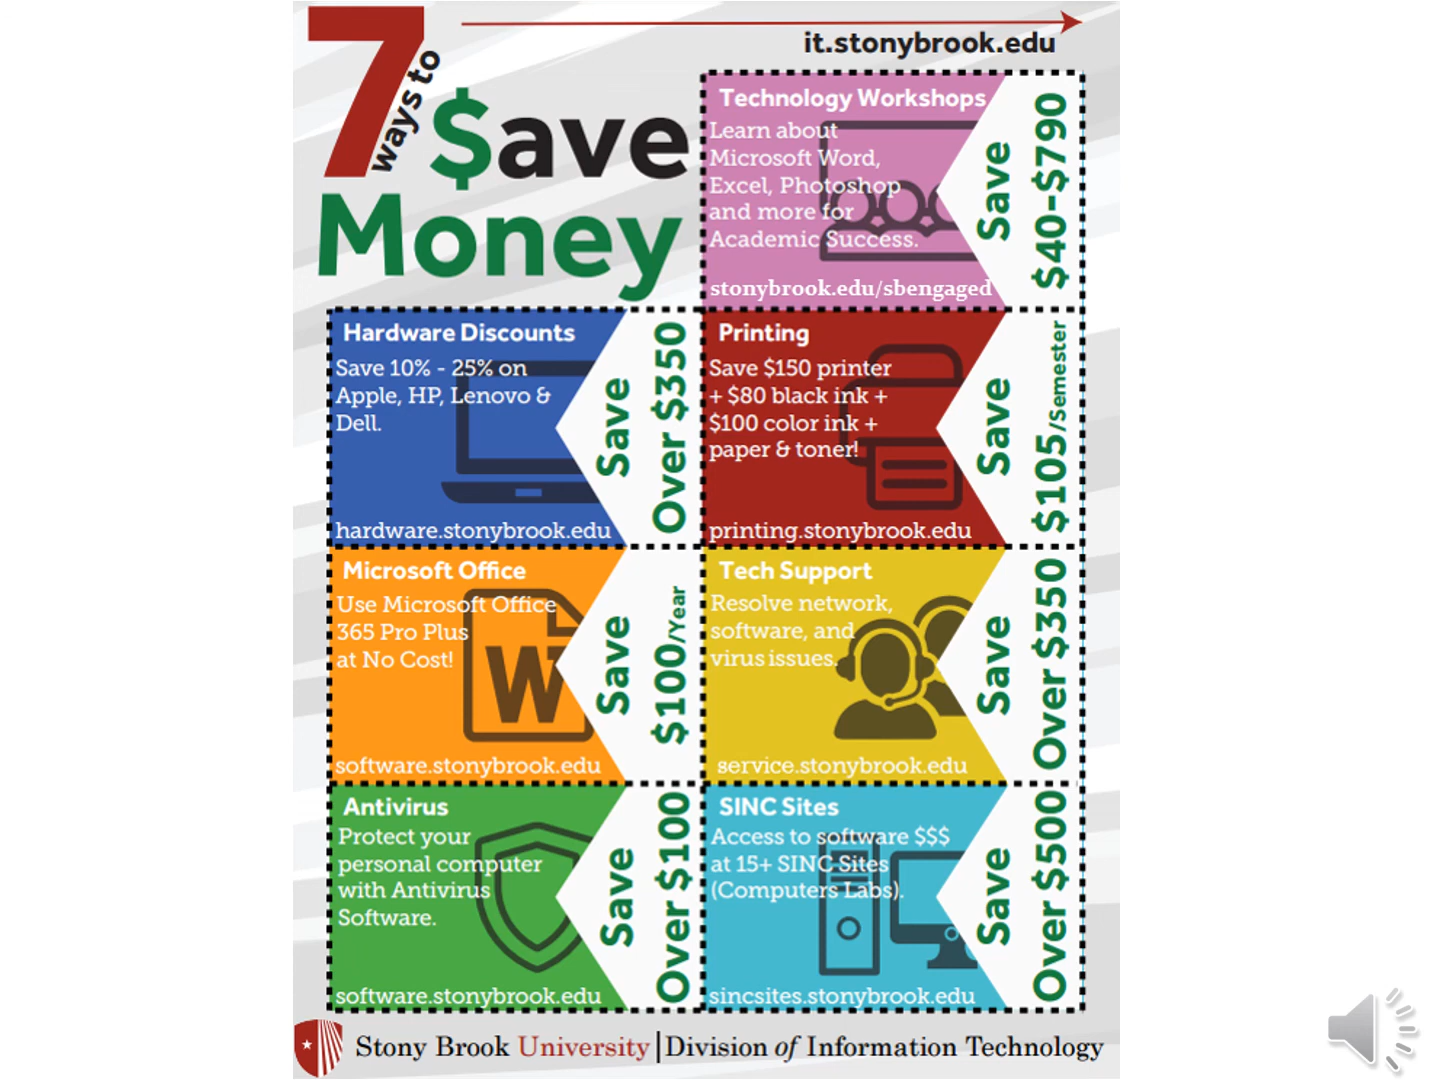 7 ways to
$ave
Money
it.stonybrook.edu
Technology Workshops
Learn about
Microsoft Word,
Excel, Photoshop
and more for
Academic Success.
stonybrook.edu/sbengaged
Save
$40-$790
Hardware Discounts
Save 10% - 25% on
Apple, HP, Lenovo &
Dell.
hardware.stonybrook.edu
Save
Over $350
Printing
Save $150 printer
+ $80 black ink +
$100 color ink +
paper & toner!
printing.stonybrook.edu
Save
$105/Semester
Microsoft Office
Use Microsoft Office
365 Pro Plus
at No Cost!
W
software.stonybrook.edu
Save
$100/Year
Tech Support
Resolve network,
software, and
virus issues.
service.stonybrook.edu
Save
Over $350
Antivirus
Protect your
personal computer
with Antivirus
Software.
software.stonybrook.edu
Save
Over $100
SINC Sites
Access to software $$$
at 15+ SINC Sites
(Computers Labs).
sincsites.stonybrook.edu
Save
Over $500
Stony Brook University | Division of Information Technology